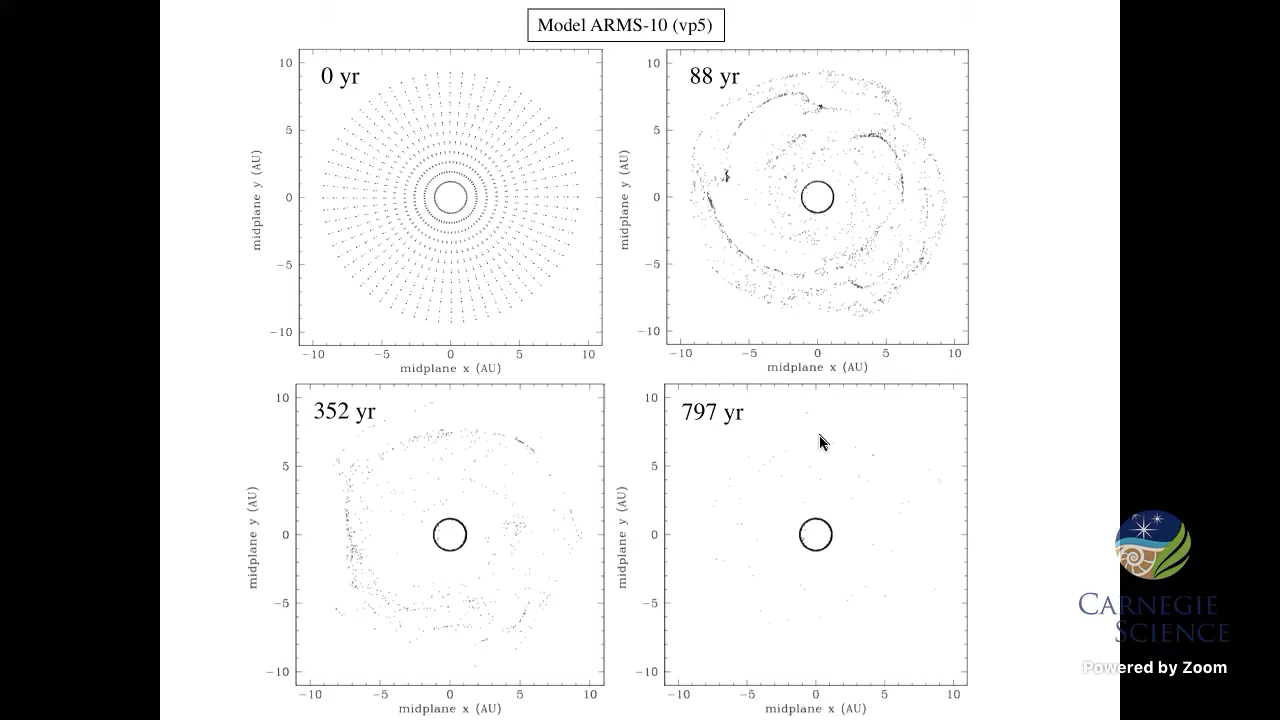 Model ARMS-10 (vp5)
0 yr
10
5
0
−5
−10
midplane y (AU)
−10 −5 0 5 10
midplane x (AU)
88 yr
10
5
0
−5
−10
midplane y (AU)
−10 −5 0 5 10
midplane x (AU)
352 yr
10
5
0
−5
−10
midplane y (AU)
−10 −5 0 5 10
midplane x (AU)
797 yr
10
5
0
−5
−10
midplane y (AU)
−10 −5 0 5 10
midplane x (AU)
CARNEGIE
SCIENCE
Powered by Zoom